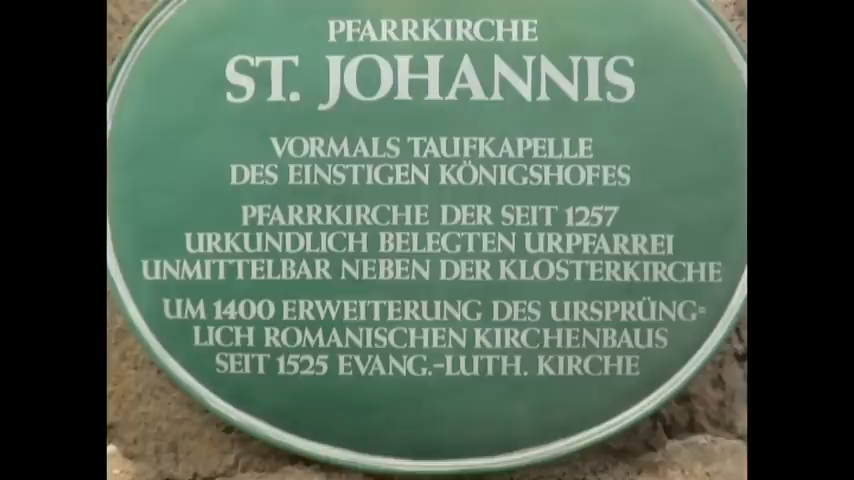 PFARRKIRCHE
ST. JOHANNIS
VORMALS TAUFKAPELLE
DES EINSTIGEN KÖNIGSHOFES
PFARRKIRCHE DER SEIT 1257
URKUNDLICH BELEGTEN URPFARREI
UNMITTELBAR NEBEN DER KLOSTERKIRCHE
UM 1400 ERWEITERUNG DES URSPRÜNG=
LICH ROMANISCHEN KIRCHENBAUS
SEIT 1525 EVANG.-LUTH. KIRCHE